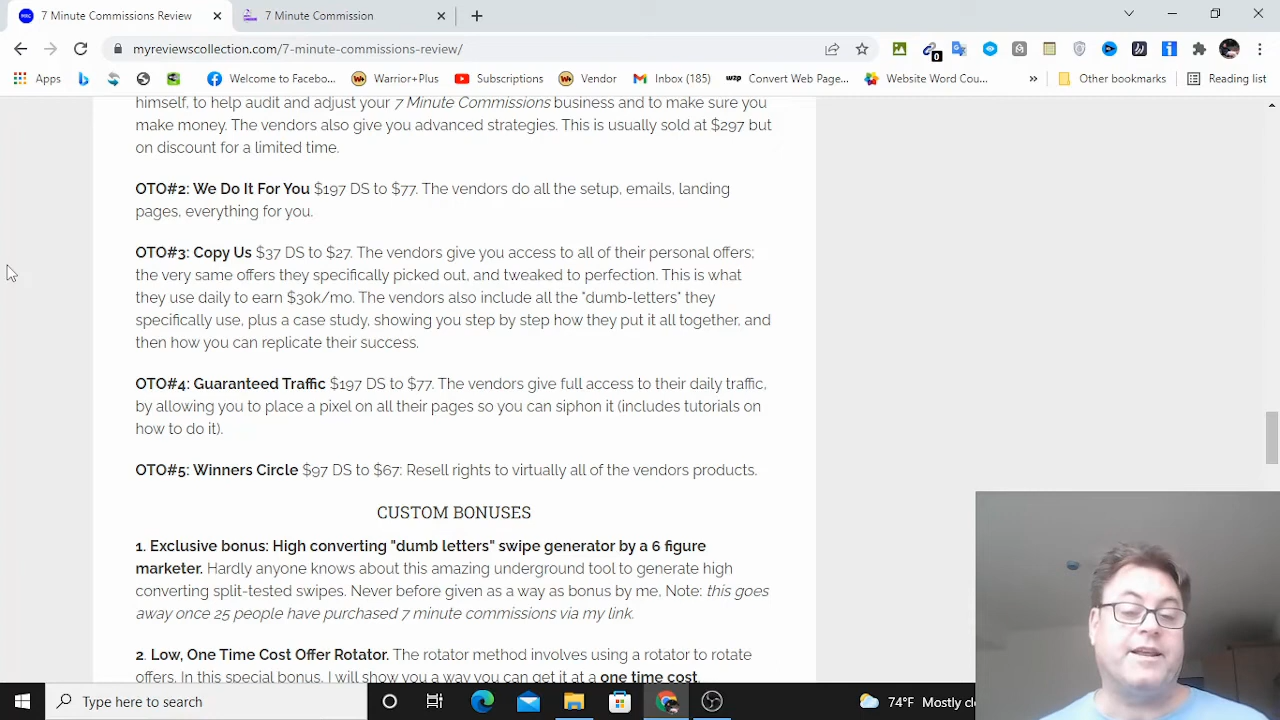 7 Minute Commissions Review
7 Minute Commission
myreviewscollection.com/7-minute-commissions-review/
0
Apps
Welcome to Facebo...
Warrior+Plus
Subscriptions
Vendor
Inbox (185)
Convert Web Page...
Website Word Cou...
Other bookmarks
Reading list
himself, to help audit and adjust your 7 Minute Commissions business and to make sure you
make money. The vendors also give you advanced strategies. This is usually sold at $297 but
on discount for a limited time.
OTO#2: We Do It For You $197 DS to $77. The vendors do all the setup, emails, landing
pages, everything for you.
OTO#3: Copy Us $37 DS to $27. The vendors give you access to all of their personal offers;
the very same offers they specifically picked out, and tweaked to perfection. This is what
they use daily to earn $30k/mo. The vendors also include all the "dumb-letters" they
specifically use, plus a case study, showing you step by step how they put it all together, and
then how you can replicate their success.
OTO#4: Guaranteed Traffic $197 DS to $77. The vendors give full access to their daily traffic,
by allowing you to place a pixel on all their pages so you can siphon it (includes tutorials on
how to do it).
OTO#5: Winners Circle $97 DS to $67: Resell rights to virtually all of the vendors products.
CUSTOM BONUSES
1. Exclusive bonus: High converting "dumb letters" swipe generator by a 6 figure
marketer. Hardly anyone knows about this amazing underground tool to generate high
converting split-tested swipes. Never before given as a way as bonus by me, Note: this goes
away once 25 people have purchased 7 minute commissions via my link.
2. Low, One Time Cost Offer Rotator. The rotator method involves using a rotator to rotate
offers. In this special bonus, I will show you a way you can get it at a one time cost.
Type here to search
74°F Mostly cl